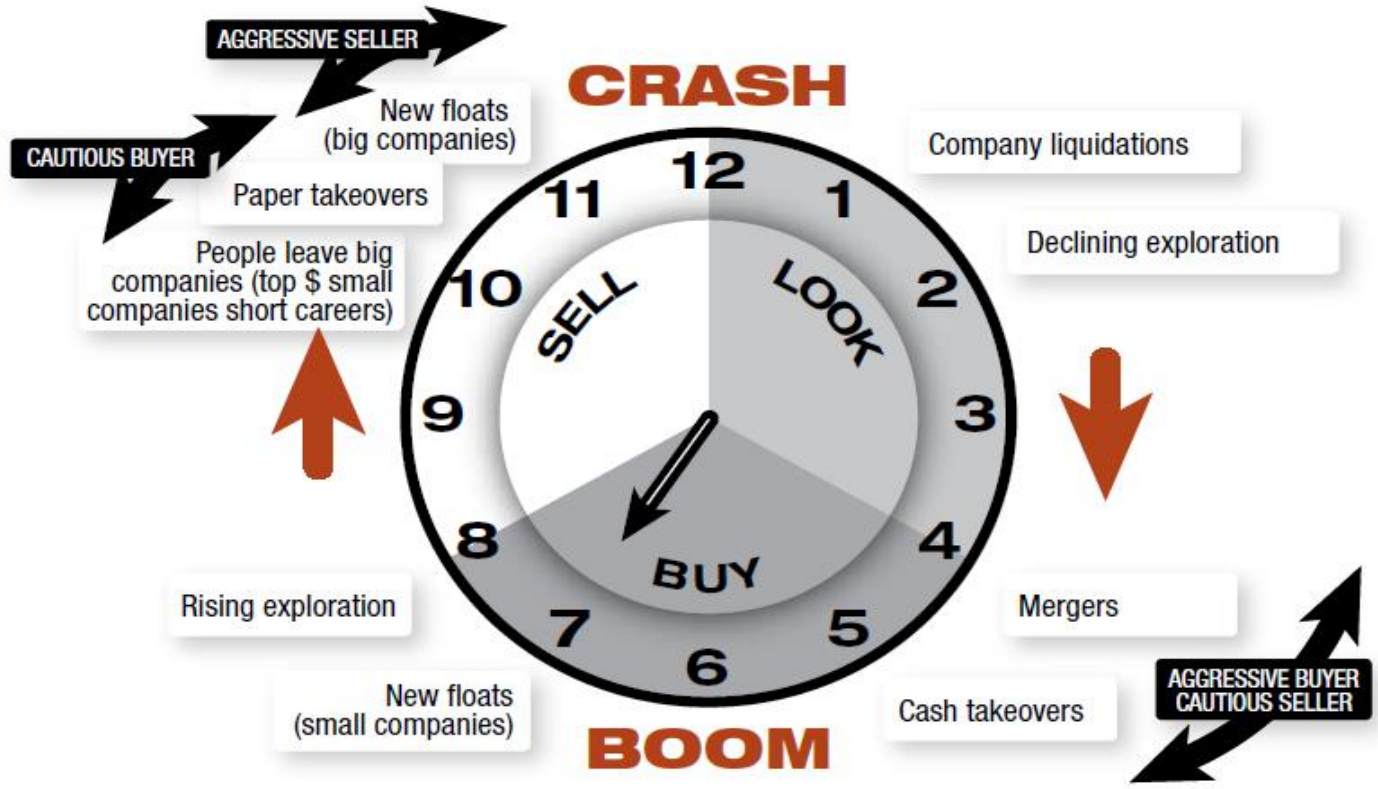 AGGRESSIVE SELLER
CRASH
New floats
(big companies)
CAUTIOUS BUYER
Paper takeovers
People leave big
companies (top $ small
companies short careers)
Company liquidations
Declining exploration
12
1
2
3
4
5
6
7
8
9
10
11
SELL
LOOK
BUY
Rising exploration
New floats
(small companies)
Mergers
Cash takeovers
AGGRESSIVE BUYER
CAUTIOUS SELLER
BOOM